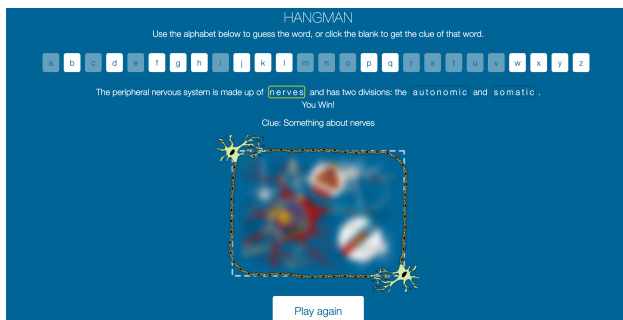 HANGMAN
Use the alphabet below to guess the word, or click the blank to get the clue of that word.
a b c d e f g h i j k l m n o p q r s t u v w x y z
The peripheral nervous system is made up of nerves and has two divisions: the autonomic and somatic .
You Win!
Clue: Something about nerves
Play again